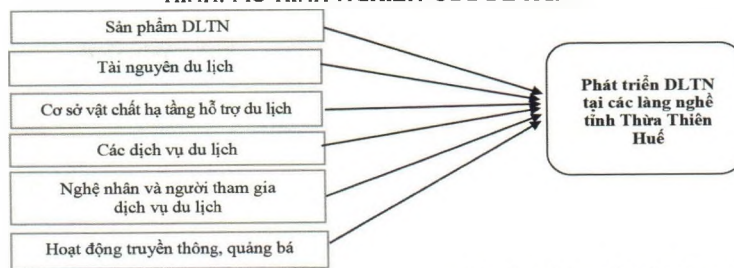 Sản phẩm DLTN
Tài nguyên du lịch
Cơ sở vật chất hạ tầng hỗ trợ du lịch
Các dịch vụ du lịch
Nghệ nhân và người tham gia
dịch vụ du lịch
Hoạt động truyền thông, quảng bá
Phát triển DLTN
tại các làng nghề
tỉnh Thừa Thiên
Huế